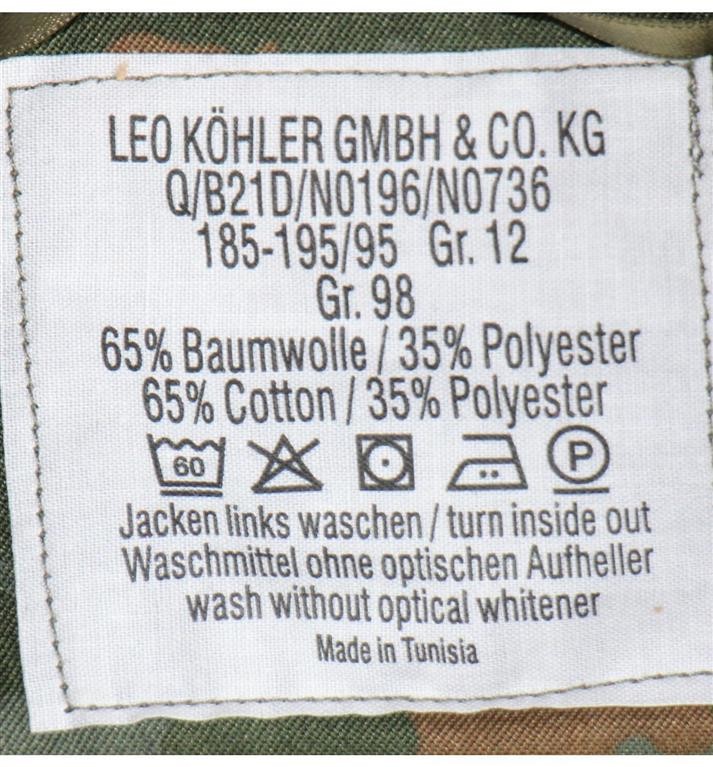 LEO KÖHLER GMBH & CO. KG
Q/B21D/N0196/N0736
185-195/95 Gr. 12
Gr. 98
65% Baumwolle / 35% Polyester
65% Cotton / 35% Polyester
60 P
Jacken links waschen / turn inside out
Waschmittel ohne optischen Aufheller
wash without optical whitener
Made in Tunisia